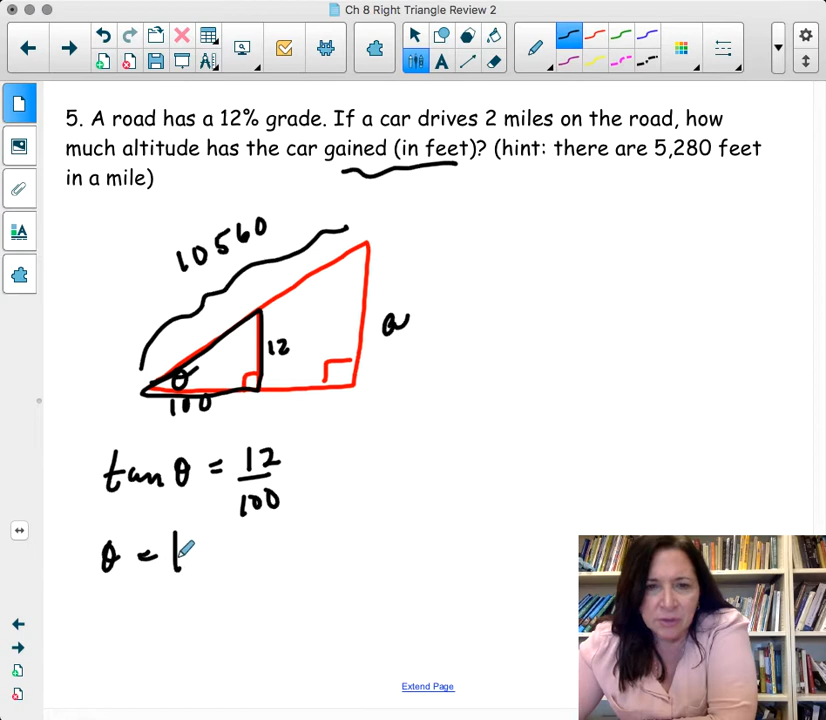 Ch 8 Right Triangle Review 2
5. A road has a 12% grade. If a car drives 2 miles on the road, how
much altitude has the car gained (in feet)? (hint: there are 5,280 feet
in a mile)
10560
a
12
θ
100
tan θ = 12/100
θ =
Extend Page